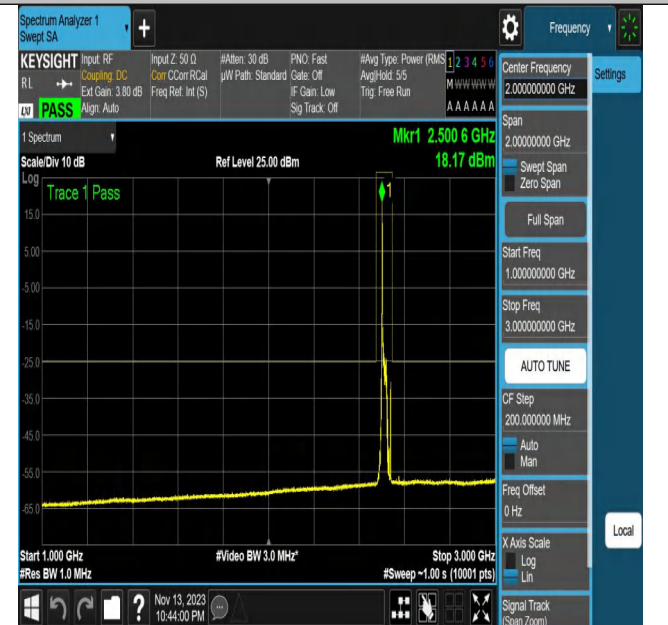 Spectrum Analyzer 1
Swept SA
+
Frequency
KEYSIGHT
RL
LXI PASS
Input: RF
Coupling: DC
Ext Gain: 3.80 dB
Align: Auto
Input Z: 50 Ω
Corr CCorr RCal
Freq Ref: Int (S)
#Atten: 30 dB
µW Path: Standard
PNO: Fast
Gate: Off
IF Gain: Low
Sig Track: Off
#Avg Type: Power (RMS
Avg|Hold: 5/5
Trig: Free Run
1 2 3 4 5 6
M W W W W W
A A A A A A
Center Frequency
2.000000000 GHz
Settings
Span
2.00000000 GHz
Swept Span
Zero Span
Full Span
Start Freq
1.000000000 GHz
Stop Freq
3.000000000 GHz
AUTO TUNE
CF Step
200.000000 MHz
Auto
Man
Freq Offset
0 Hz
X Axis Scale
Log
Lin
Signal Track
(Span Zoom)
Local
1 Spectrum
Scale/Div 10 dB
Ref Level 25.00 dBm
Mkr1 2.500 6 GHz
18.17 dBm
Log
Trace 1 Pass
1
15.0
5.00
-5.00
-15.0
-25.0
-35.0
-45.0
-55.0
-65.0
Start 1.000 GHz
#Video BW 3.0 MHz*
Stop 3.000 GHz
#Res BW 1.0 MHz
#Sweep ~1.00 s (10001 pts)
?
Nov 13, 2023
10:44:00 PM